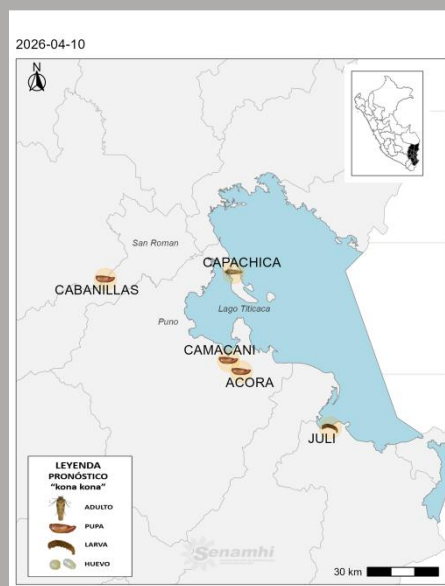 2026-04-10
N
San Roman
CAPACHICA
CABANILLAS
Lago Titicaca
Puno
CAMACANI
ACORA
JULI
LEYENDA
PRONÓSTICO
"kona kona"
ADULTO
PUPA
LARVA
HUEVO
Senamhi
30 km